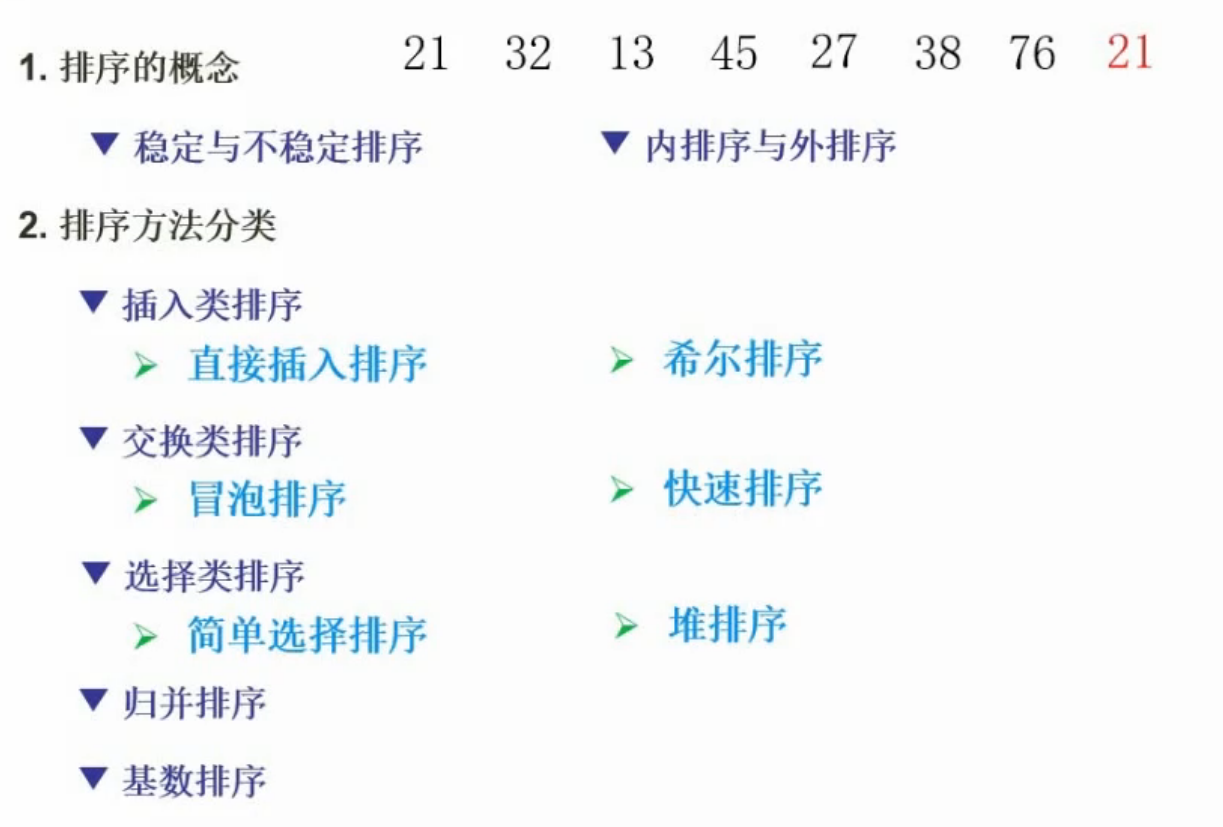 1. 排序的概念 21 32 13 45 27 38 76 21
▼ 稳定与不稳定排序 ▼ 内排序与外排序
2. 排序方法分类
▼ 插入类排序
➢ 直接插入排序 ➢ 希尔排序
▼ 交换类排序
➢ 冒泡排序 ➢ 快速排序
▼ 选择类排序
➢ 简单选择排序 ➢ 堆排序
▼ 归并排序
▼ 基数排序